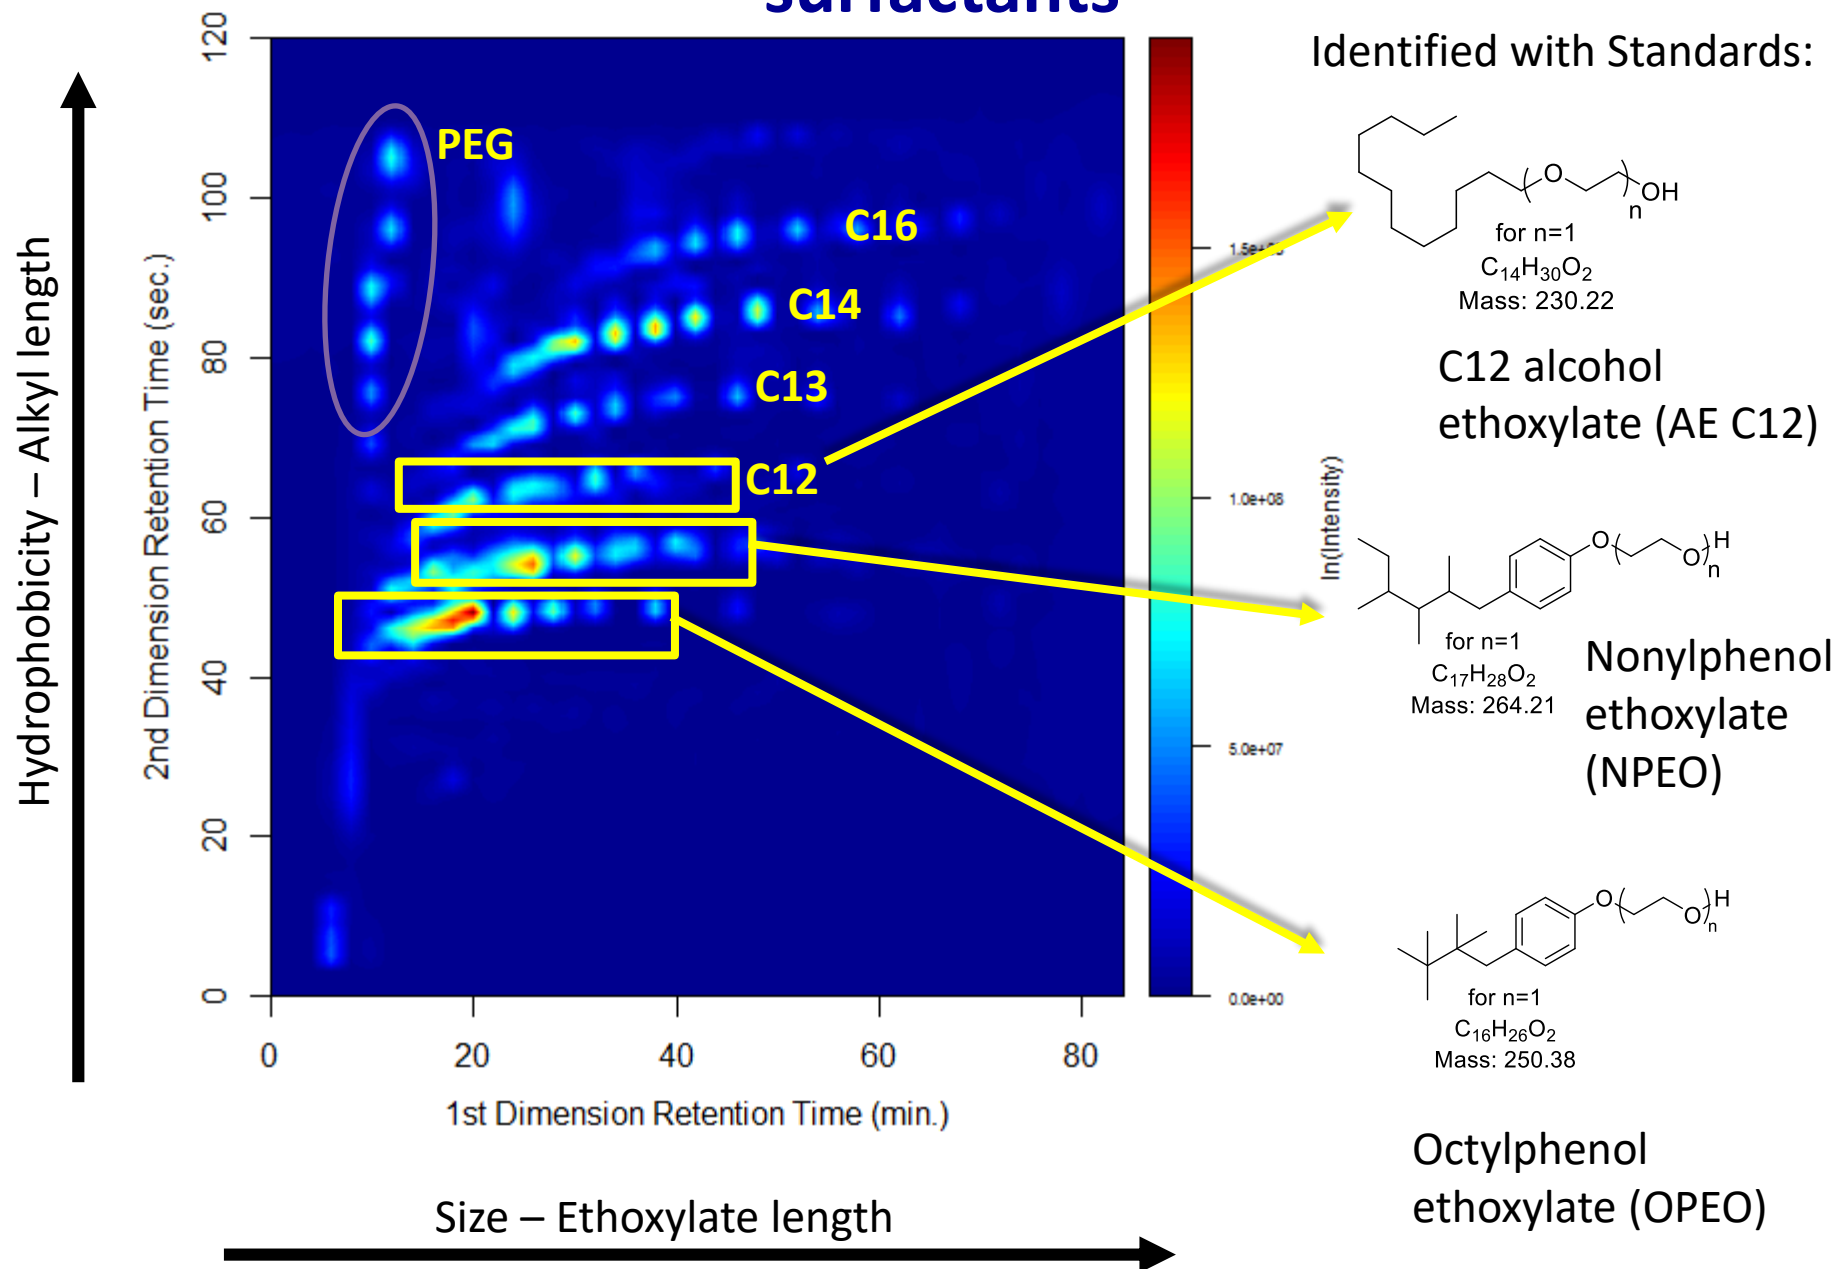 surfactants
Identified with Standards:
Hydrophobicity – Alkyl length
2nd Dimension Retention Time (sec.)
120
100
80
60
40
20
0
PEG
C16
C14
C13
C12
0
20
40
60
80
1st Dimension Retention Time (min.)
Size – Ethoxylate length
1.0e+08
5.0e+07
0.0e+00
ln(Intensity)
O
OH
n
for n=1
C14H30O2
Mass: 230.22
C12 alcohol
ethoxylate (AE C12)
O
O
H
n
for n=1
C17H28O2
Mass: 264.21
Nonylphenol
ethoxylate
(NPEO)
O
O
H
n
for n=1
C16H26O2
Mass: 250.38
Octylphenol
ethoxylate (OPEO)